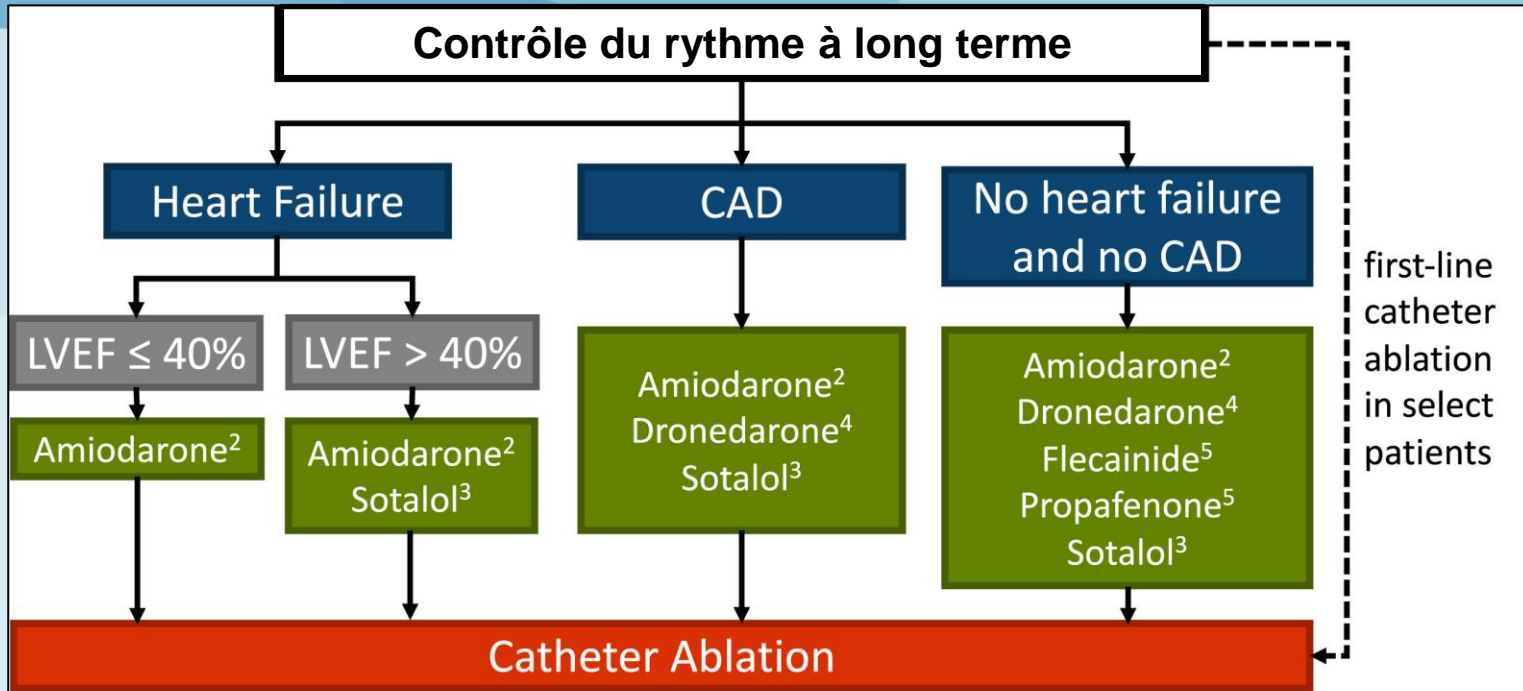 Contrôle du rythme à long terme
Heart Failure
CAD
No heart failure
and no CAD
first-line
catheter
ablation
in select
patients
LVEF ≤ 40%
LVEF > 40%
Amiodarone²
Amiodarone²
Sotalol³
Amiodarone²
Dronedarone⁴
Sotalol³
Amiodarone²
Dronedarone⁴
Flecainide⁵
Propafenone⁵
Sotalol³
Catheter Ablation